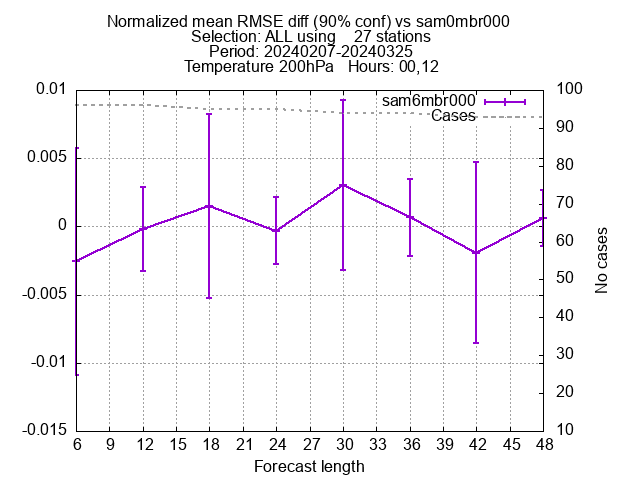 Normalized mean RMSE diff (90% conf) vs sam0mbr000
Selection: ALL using    27 stations
Period: 20240207-20240325
Temperature 200hPa   Hours: 00,12
0.01
0.005
0
-0.005
-0.01
-0.015
sam6mbr000
Cases
100
90
80
70
60
50
40
30
20
10
No cases
6 9 12 15 18 21 24 27 30 33 36 39 42 45 48
Forecast length